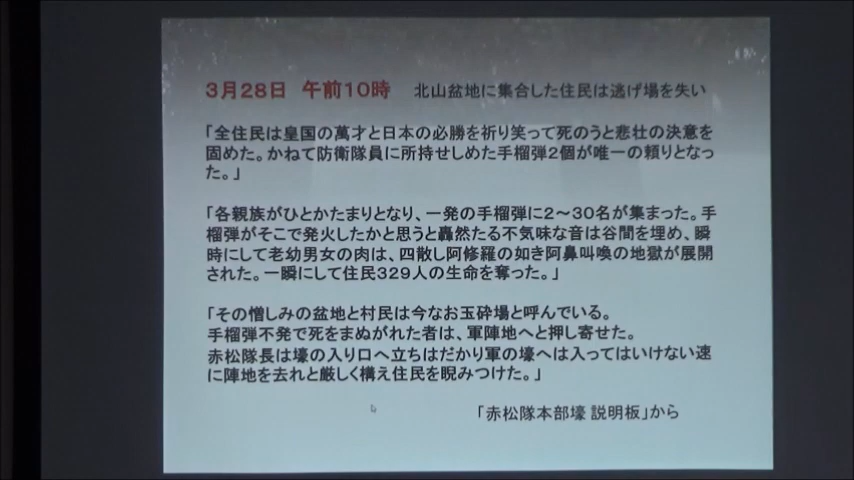 3月28日 午前10時 北山盆地に集合した住民は逃げ場を失い
「全住民は皇国の萬才と日本の必勝を祈り笑って死のうと悲壮の決意を
固めた。かねて防衛隊員に所持せしめた手榴弾2個が唯一の頼りとなっ
た。」
「各親族がひとかたまりとなり、一発の手榴弾に2～30名が集まった。手
榴弾がそこで発火したかと思うと轟然たる不気味な音は谷間を埋め、瞬
時にして老幼男女の肉は、四散し阿修羅の如き阿鼻叫喚の地獄が展開
された。一瞬にして住民329人の生命を奪った。」
「その憎しみの盆地と村民は今なお玉砕場と呼んでいる。
手榴弾不発で死をまぬがれた者は、軍陣地へと押し寄せた。
赤松隊長は壕の入り口へ立ちはだかり軍の壕へは入ってはいけない速
に陣地を去れと厳しく構え住民を睨みつけた。」
「赤松隊本部壕 説明板」から